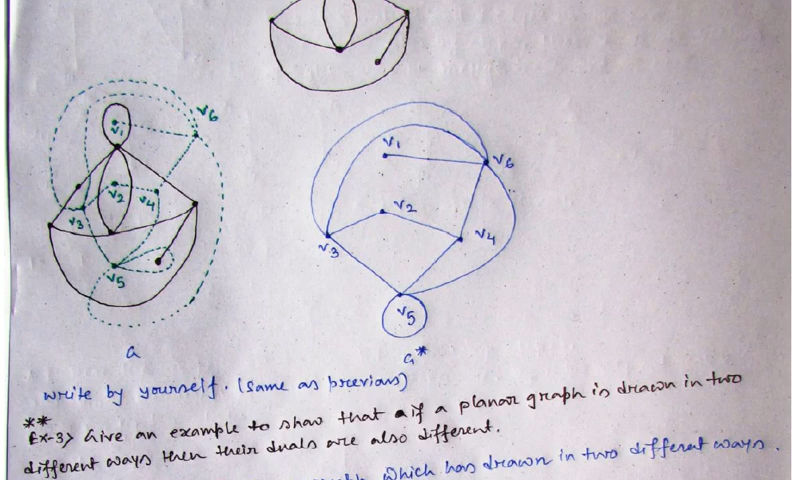 v6
v1
v2
v4
v3
v5
G
v1
v6
v2
v3
v4
v5
G*
write by yourself. (same as previous)
**
Ex-3> Give an example to show that if a planar graph is drawn in two
different ways then their duals are also different.
which has drawn in two different ways.